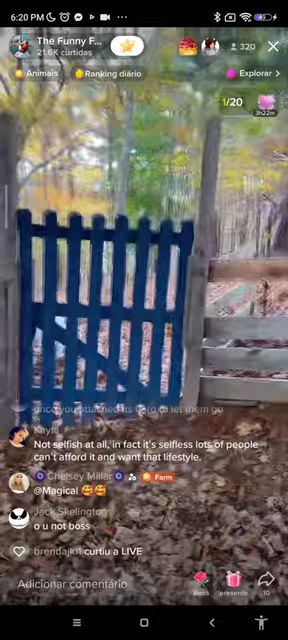 6:20 PM
The Funny F...
21.6K curtidas
320
Animais
Ranking diário
Explorar >
1/20
3h22m
once you attached its hard to let them go
Kayla
Not selfish at all, in fact it's selfless lots of people
can't afford it and want that lifestyle.
Chelsey Millar
Farm
@Magical 🥰🥰
Jack Skelington
o u not boss
brendajkl1 curtiu a LIVE
Adicionar comentário
Rosa
presente
10